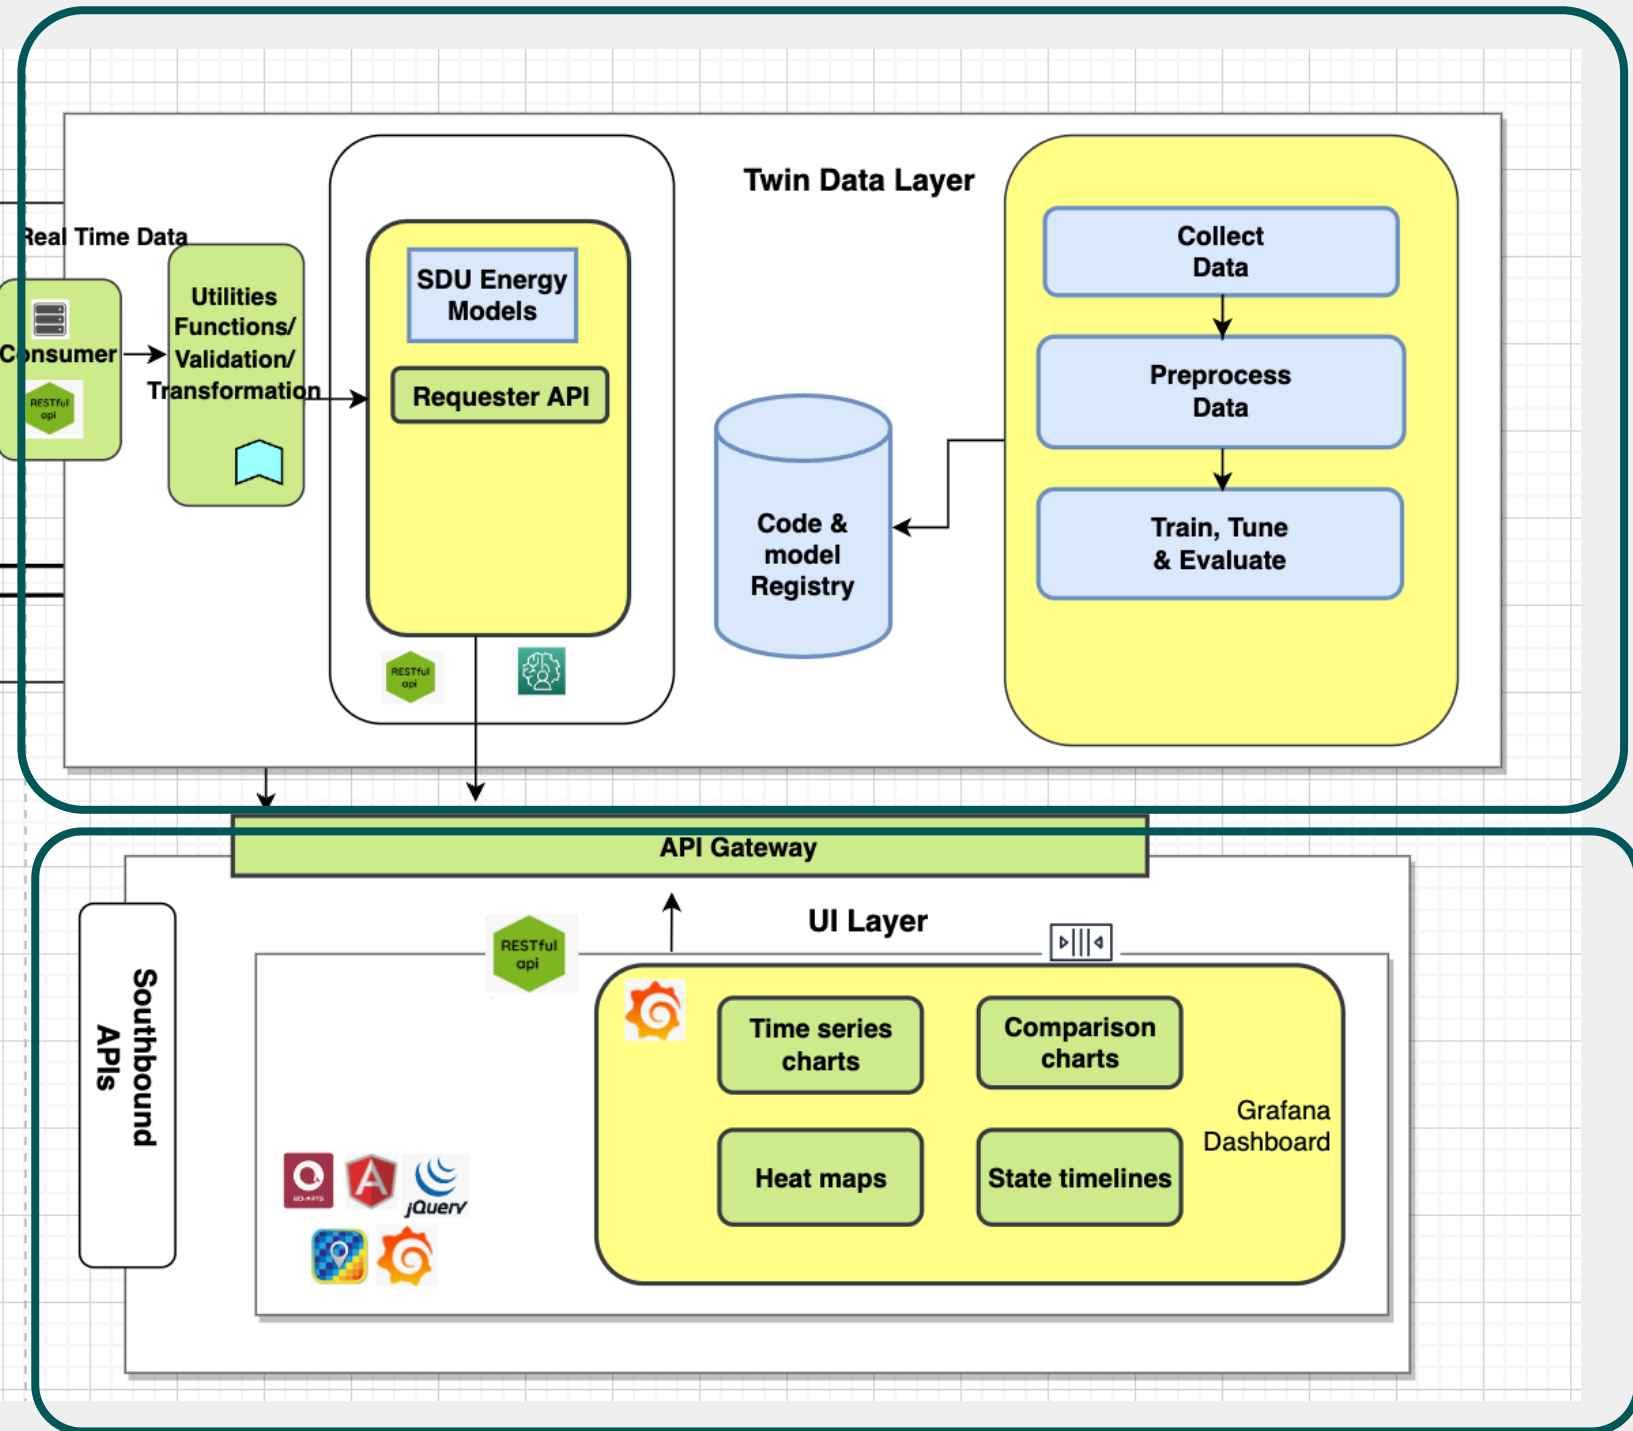 Twin Data Layer
Real Time Data
Consumer
RESTful
api
Utilities
Functions/
Validation/
Transformation
SDU Energy
Models
Requester API
RESTful
api
Code &
model
Registry
Collect
Data
Preprocess
Data
Train, Tune
& Evaluate
API Gateway
UI Layer
Southbound
APIs
RESTful
api
jQuery
Time series
charts
Comparison
charts
Heat maps
State timelines
Grafana
Dashboard